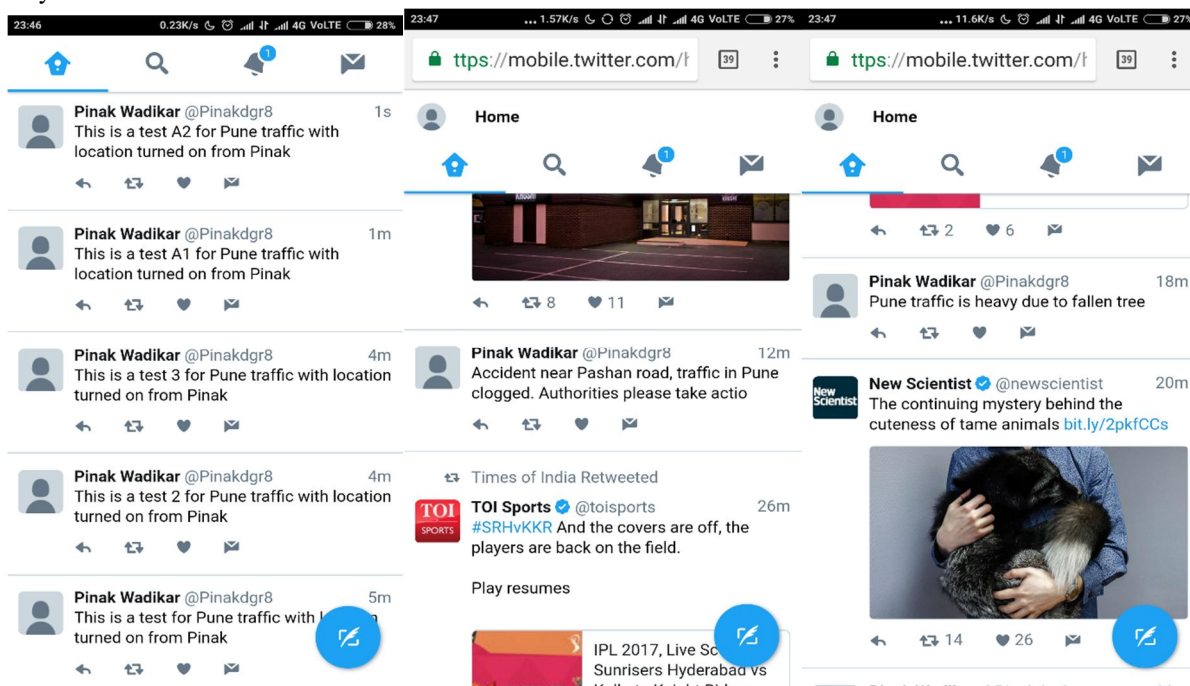 23:46 0.23K/s 4G VoLTE 28%
1
Pinak Wadikar @Pinakdgr8 1s
This is a test A2 for Pune traffic with
location turned on from Pinak
Pinak Wadikar @Pinakdgr8 1m
This is a test A1 for Pune traffic with
location turned on from Pinak
Pinak Wadikar @Pinakdgr8 4m
This is a test 3 for Pune traffic with location
turned on from Pinak
Pinak Wadikar @Pinakdgr8 4m
This is a test 2 for Pune traffic with location
turned on from Pinak
Pinak Wadikar @Pinakdgr8 5m
This is a test for Pune traffic with
turned on from Pinak
23:47 ... 1.57K/s 4G VoLTE 27%
ttps://mobile.twitter.com/h 39
Home
1
8 11
Pinak Wadikar @Pinakdgr8 12m
Accident near Pashan road, traffic in Pune
clogged. Authorities please take actio
Times of India Retweeted
TOI Sports @toisports 26m
TOI
SPORTS
#SRHvKKR And the covers are off, the
players are back on the field.
Play resumes
IPL 2017, Live Sc
Sunrisers Hyderabad vs
23:47 ... 11.6K/s 4G VoLTE 27%
ttps://mobile.twitter.com/h 39
Home
1
2 6
Pinak Wadikar @Pinakdgr8 18m
Pune traffic is heavy due to fallen tree
New Scientist @newscientist 20m
New
Scientist
The continuing mystery behind the
cuteness of tame animals bit.ly/2pkfCCs
14 26